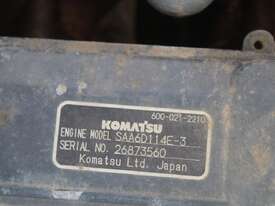 600-021-2210
KOMATSU
ENGINE MODEL SAA6D114E-3
SERIAL NO. 26873560
Komatsu Ltd. Japan